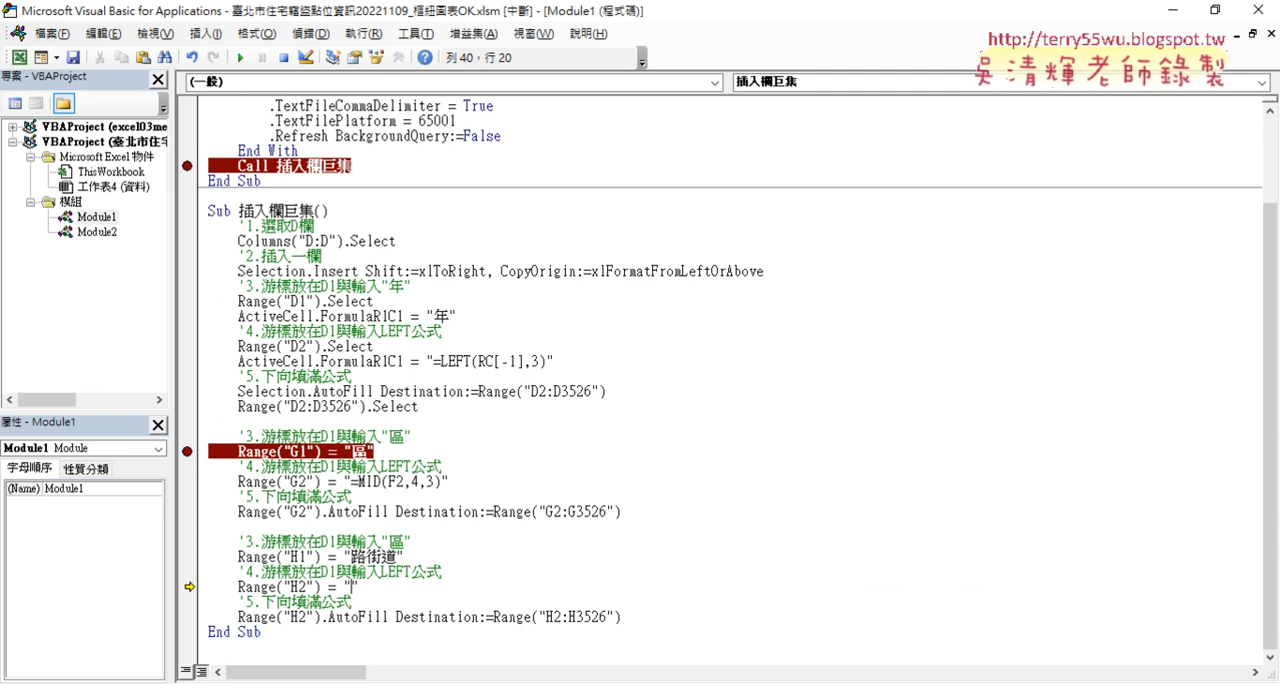 Microsoft Visual Basic for Applications - 臺北市住宅竊盜點位資訊20221109_樞紐圖表OK.xlsm [中斷] - [Module1 (程式碼)]
http://terry55wu.blogspot.tw
檔案(F) 編輯(E) 檢視(V) 插入(I) 格式(O) 偵錯(D) 執行(R) 工具(T) 增益集(A) 視窗(W) 說明(H)
吳清輝老師錄製
列 40，行 20
專案 - VBAProject
(一般)
插入欄巨集
VBAProject (excel03me
VBAProject (臺北市住宅
Microsoft Excel 物件
ThisWorkbook
工作表4 (資料)
模組
Module1
Module2
屬性 - Module1
Module1 Module
字母順序 性質分類
(Name) Module1
.TextFileCommaDelimiter = True
.TextFilePlatform = 65001
.Refresh BackgroundQuery:=False
End With
Call 插入欄巨集
End Sub
Sub 插入欄巨集()
'1.選取D欄
Columns("D:D").Select
'2.插入一欄
Selection.Insert Shift:=xlToRight, CopyOrigin:=xlFormatFromLeftOrAbove
'3.游標放在D1與輸入"年"
Range("D1").Select
ActiveCell.FormulaR1C1 = "年"
'4.游標放在D1與輸入LEFT公式
Range("D2").Select
ActiveCell.FormulaR1C1 = "=LEFT(RC[-1],3)"
'5.下向填滿公式
Selection.AutoFill Destination:=Range("D2:D3526")
Range("D2:D3526").Select
'3.游標放在D1與輸入"區"
Range("G1") = "區"
'4.游標放在D1與輸入LEFT公式
Range("G2") = "=MID(F2,4,3)"
'5.下向填滿公式
Range("G2").AutoFill Destination:=Range("G2:G3526")
'3.游標放在D1與輸入"區"
Range("H1") = "路街道"
'4.游標放在D1與輸入LEFT公式
Range("H2") = ""
'5.下向填滿公式
Range("H2").AutoFill Destination:=Range("H2:H3526")
End Sub